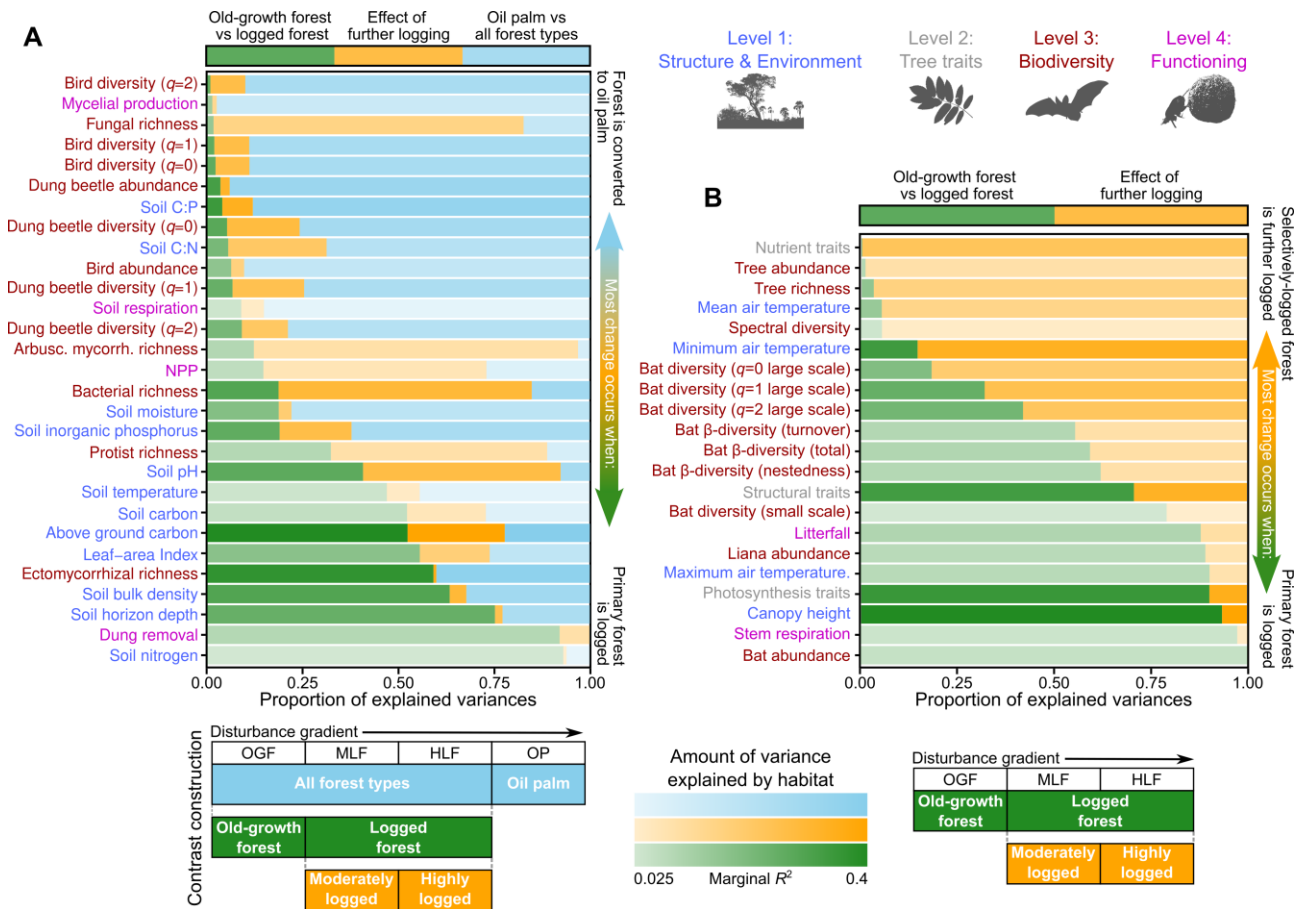 A
Old-growth forest
vs logged forest
Effect of
further logging
Oil palm vs
all forest types
Bird diversity (q=2)
Mycelial production
Fungal richness
Bird diversity (q=1)
Bird diversity (q=0)
Dung beetle abundance
Soil C:P
Dung beetle diversity (q=0)
Soil C:N
Bird abundance
Dung beetle diversity (q=1)
Soil respiration
Dung beetle diversity (q=2)
Arbusc. mycorrh. richness
NPP
Bacterial richness
Soil moisture
Soil inorganic phosphorus
Protist richness
Soil pH
Soil temperature
Soil carbon
Above ground carbon
Leaf−area Index
Ectomycorrhizal richness
Soil bulk density
Soil horizon depth
Dung removal
Soil nitrogen
0.00 0.25 0.50 0.75 1.00
Proportion of explained variances
Forest is converted
to oil palm
Most change occurs when:
Primary forest
is logged
Level 1:
Structure & Environment
Level 2:
Tree traits
Level 3:
Biodiversity
Level 4:
Functioning
B
Old-growth forest
vs logged forest
Effect of
further logging
Nutrient traits
Tree abundance
Tree richness
Mean air temperature
Spectral diversity
Minimum air temperature
Bat diversity (q=0 large scale)
Bat diversity (q=1 large scale)
Bat diversity (q=2 large scale)
Bat β-diversity (turnover)
Bat β-diversity (total)
Bat β-diversity (nestedness)
Structural traits
Bat diversity (small scale)
Litterfall
Liana abundance
Maximum air temperature.
Photosynthesis traits
Canopy height
Stem respiration
Bat abundance
0.00 0.25 0.50 0.75 1.00
Proportion of explained variances
Selectively-logged forest
is further logged
Most change occurs when:
Primary forest
is logged
Contrast construction
Disturbance gradient
OGF MLF HLF OP
All forest types Oil palm
Old-growth
forest
Logged
forest
Moderately
logged
Highly
logged
Amount of variance
explained by habitat
0.025 Marginal R² 0.4
Disturbance gradient
OGF MLF HLF
Old-growth
forest
Logged
forest
Moderately
logged
Highly
logged